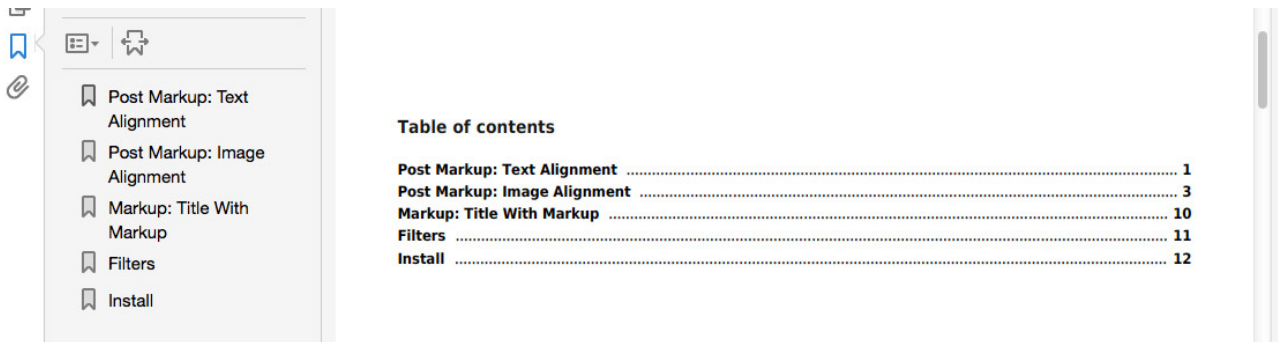 Post Markup: Text
Alignment
Post Markup: Image
Alignment
Markup: Title With
Markup
Filters
Install
Table of contents
Post Markup: Text Alignment ........................................ 1
Post Markup: Image Alignment ........................................ 3
Markup: Title With Markup ........................................ 10
Filters ........................................ 11
Install ........................................ 12